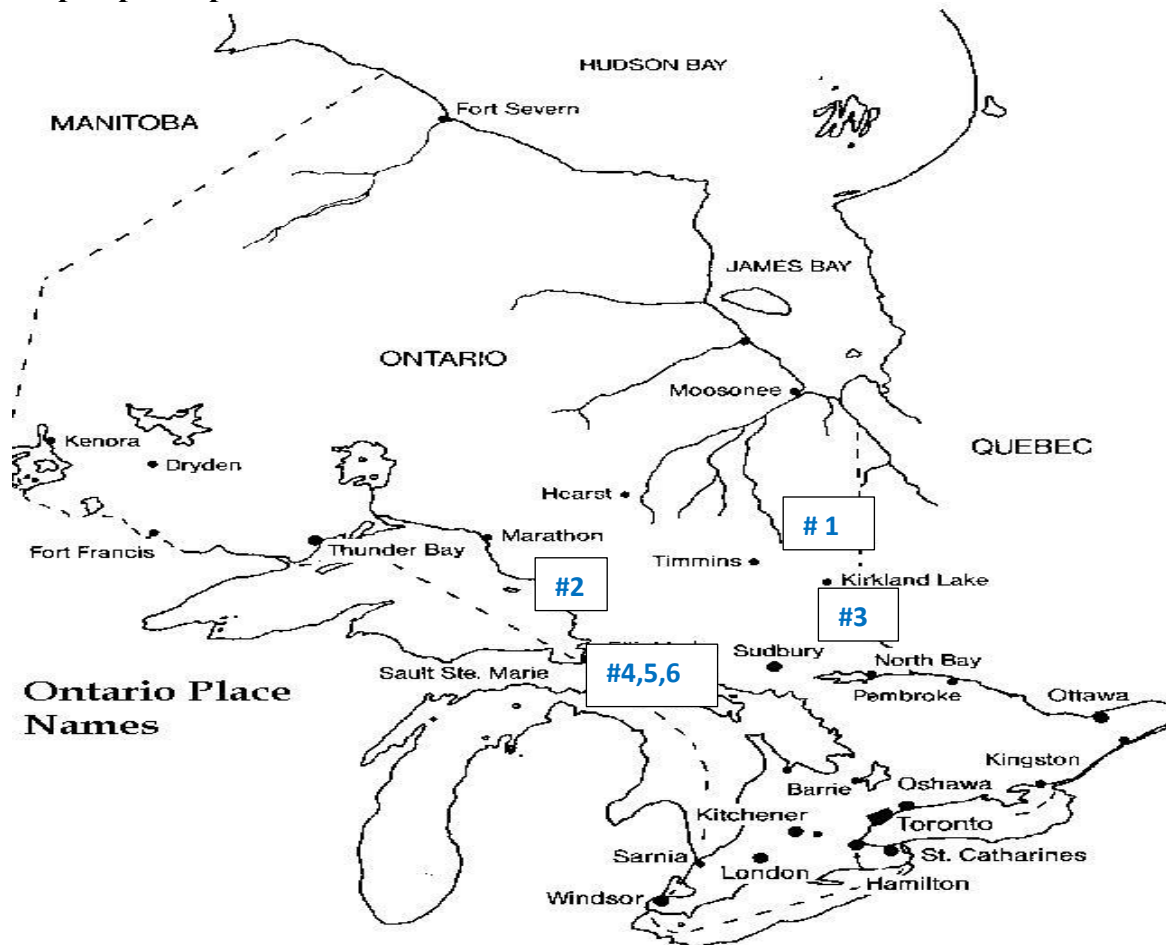 HUDSON BAY
MANITOBA
Fort Severn
JAMES BAY
ONTARIO
Moosonee
QUEBEC
Kenora
Dryden
Hearst
# 1
Fort Francis
Thunder Bay
Marathon
Timmins
#2
Kirkland Lake
#3
Sault Ste. Marie
#4,5,6
Sudbury
North Bay
Pembroke
Ottawa
Ontario Place
Names
Kingston
Barrie
Oshawa
Kitchener
Toronto
Sarnia
London
St. Catharines
Hamilton
Windsor